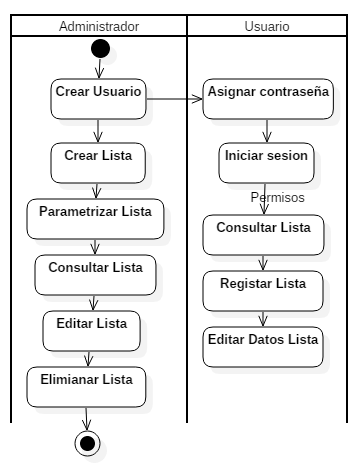 Administrador
Usuario
Crear Usuario
Asignar contraseña
Crear Lista
Iniciar sesion
Permisos
Parametrizar Lista
Consultar Lista
Consultar Lista
Registar Lista
Editar Lista
Editar Datos Lista
Elimianar Lista